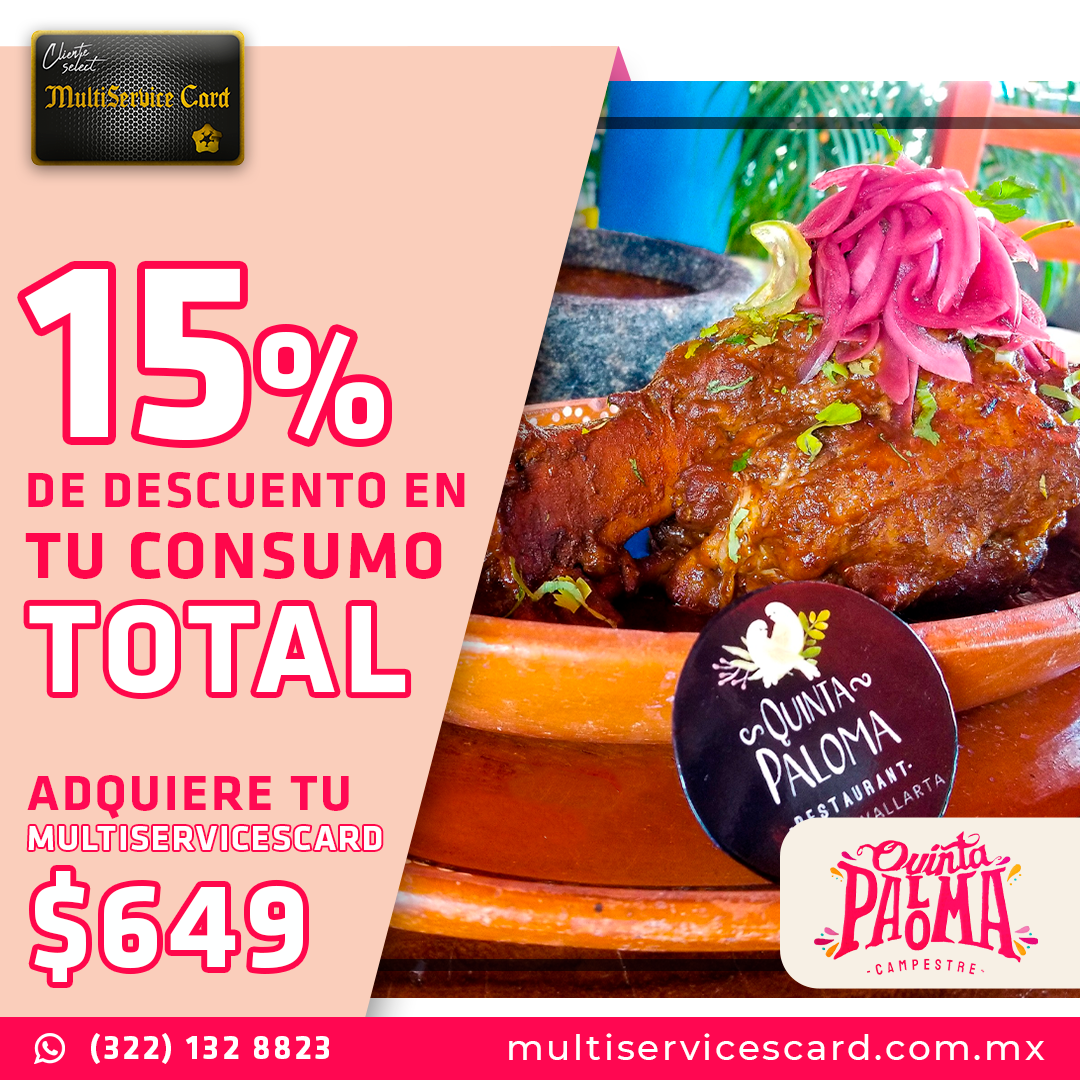 Cliente
select
MultiService Card
15%
DE DESCUENTO EN
TU CONSUMO
TOTAL
ADQUIERE TU
MULTISERVICESCARD
$649
QUINTA
PALOMA
RESTAURANT.
VALLARTA
Quinta
PALOMA
-CAMPESTRE-
(322) 132 8823
multiservicescard.com.mx